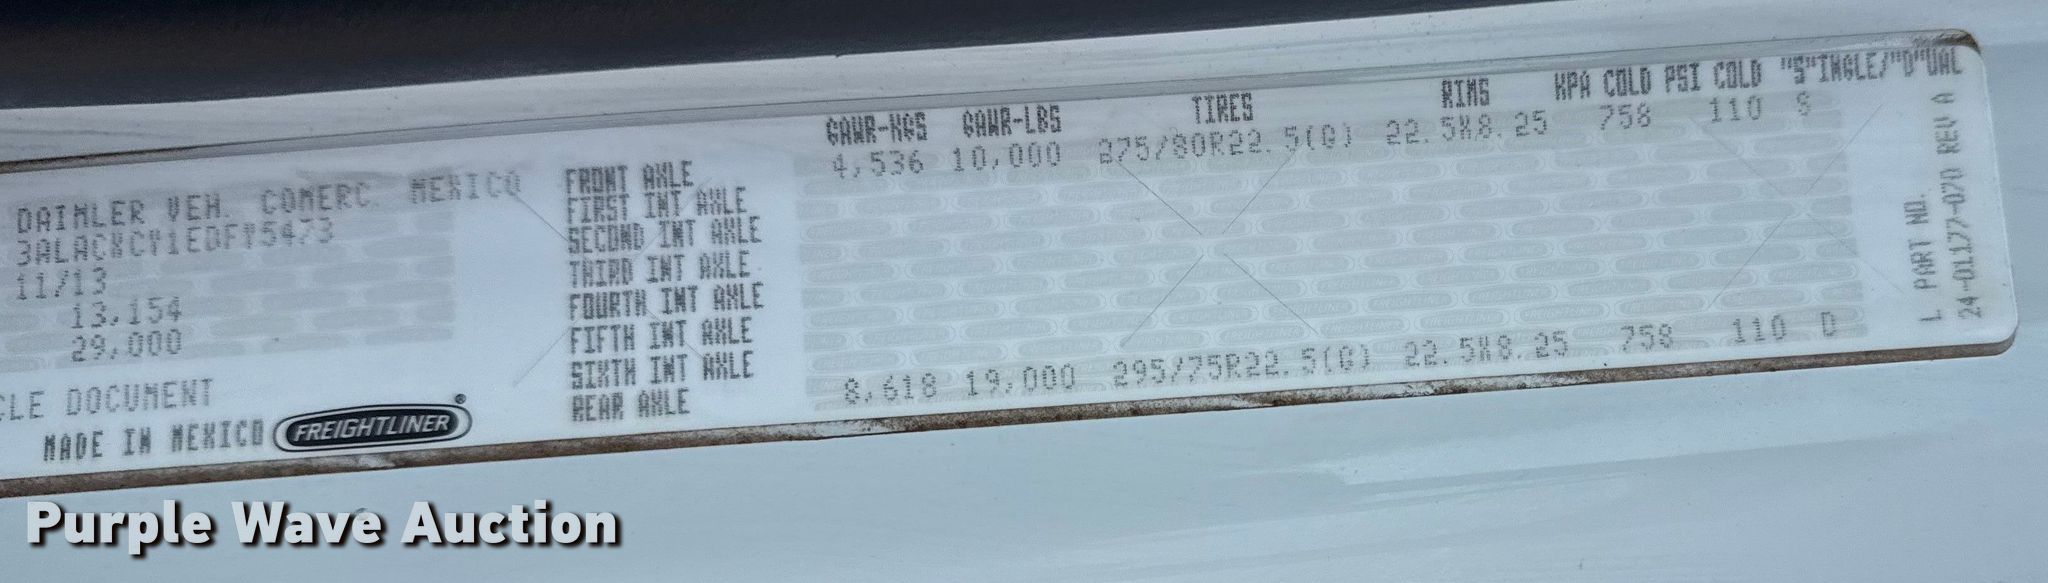 DAIMLER VEH. COMERC. MEXICO
11/13
13,154
29,000
CLE DOCUMENT
MADE IN MEXICO
FREIGHTLINER®
FRONT AXLE
FIRST INT AXLE
SECOND INT AXLE
THIRD INT AXLE
FOURTH INT AXLE
FIFTH INT AXLE
SIXTH INT AXLE
REAR AXLE
GAWR-KGS GAWR-LBS TIRES RIMS KPA COLD PSI COLD "S"INGLE/"D"UAL
4,536 10,000 275/80R22.5(G) 22.5X8.25 758 110 S
8,618 19,000 295/75R22.5(G) 22.5X8.25 758 110 D
L PART NO.
24-01177-070 REV A
Purple Wave Auction